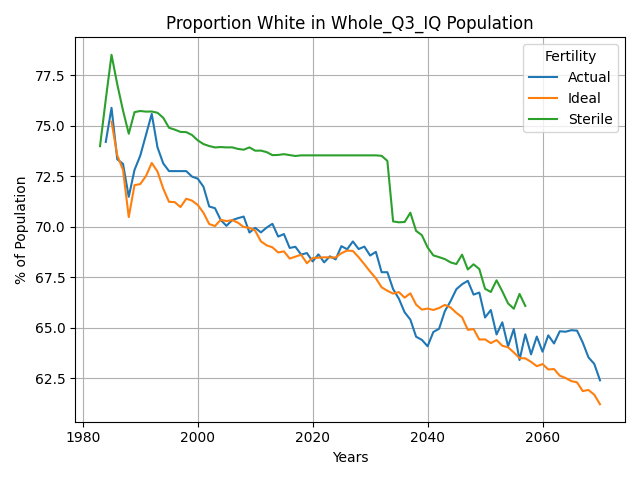 Proportion White in Whole_Q3_IQ Population
% of Population
77.5
75.0
72.5
70.0
67.5
65.0
62.5
Fertility
Actual
Ideal
Sterile
1980
2000
2020
2040
2060
Years